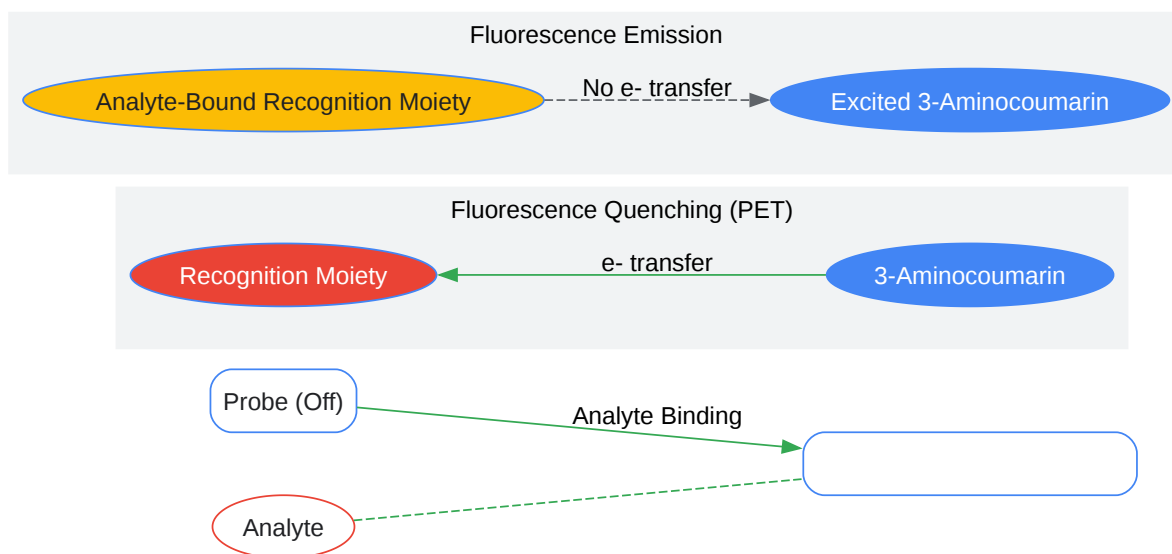 Fluorescence Emission
Analyte-Bound Recognition Moiety
No e- transfer
Excited 3-Aminocoumarin
Fluorescence Quenching (PET)
Recognition Moiety
e- transfer
3-Aminocoumarin
Probe (Off)
Analyte Binding
Analyte